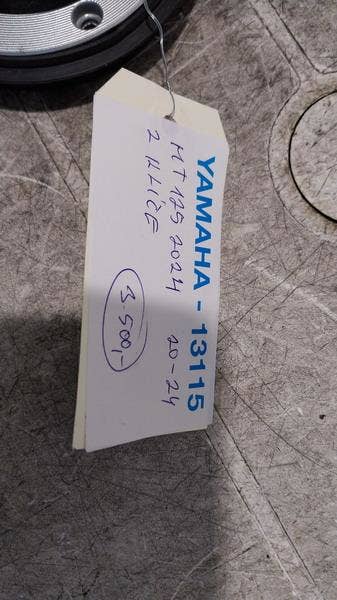 YAMAHA - 13115
MT 125 2024 20-24
2 KLÍČE
3 500,-